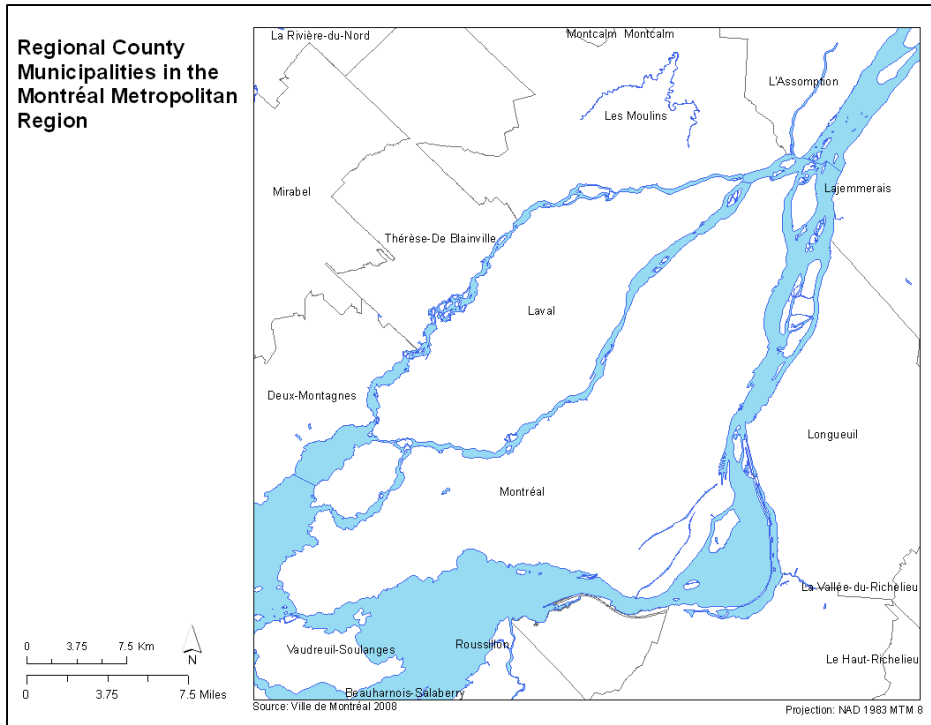 Regional County
Municipalities in the
Montréal Metropolitan
Region
La Rivière-du-Nord
Montcalm Montcalm
L'Assomption
Les Moulins
Mirabel
Lajemmerais
Thérèse-De Blainville
Laval
Deux-Montagnes
Longueuil
Montréal
La Vallée-du-Richelieu
Roussillon
Vaudreuil-Soulanges
Le Haut-Richelieu
Beauharnois-Salaberry
0 3.75 7.5 Km
N
0 3.75 7.5 Miles
Source: Ville de Montréal 2008
Projection: NAD 1983 MTM 8